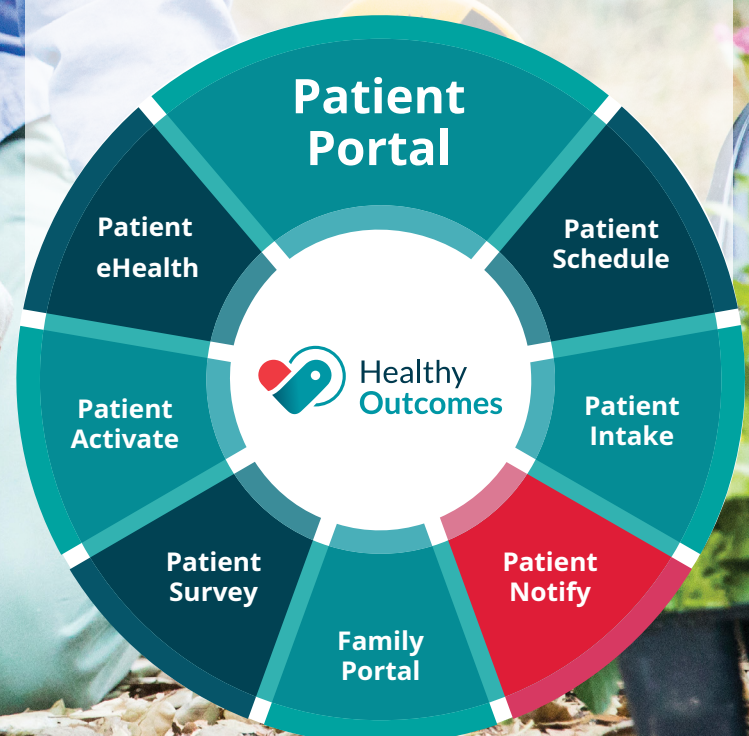 Patient
Portal
Patient
Schedule
Patient
Intake
Patient
Notify
Family
Portal
Patient
Survey
Patient
Activate
Patient
eHealth
Healthy
Outcomes